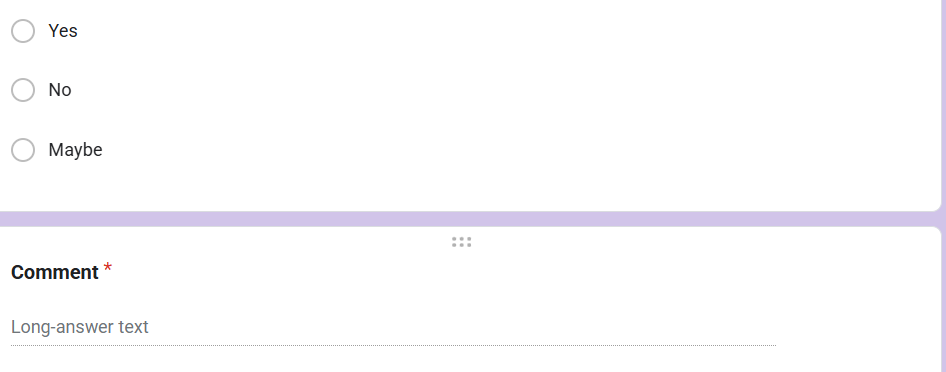 Yes
No
Maybe
Comment *
Long-answer text